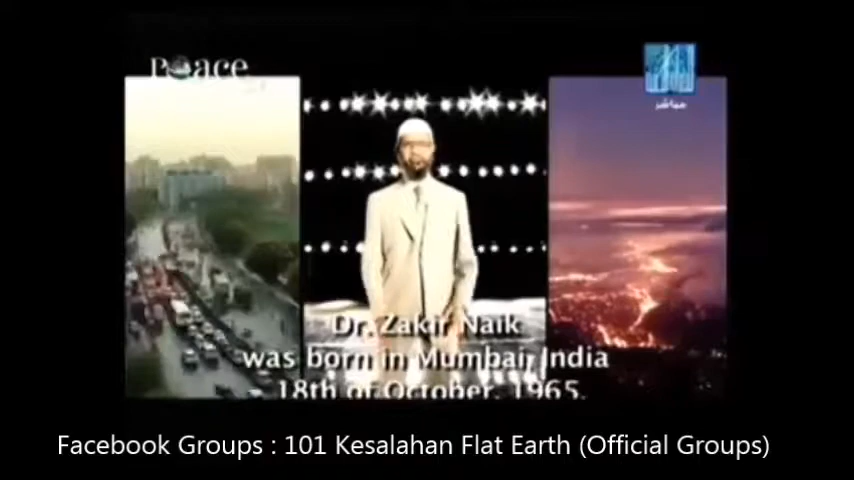 Peace
مباشر
Dr. Zakir Naik
was born in Mumbai, India
18th of October, 1965.
Facebook Groups : 101 Kesalahan Flat Earth (Official Groups)